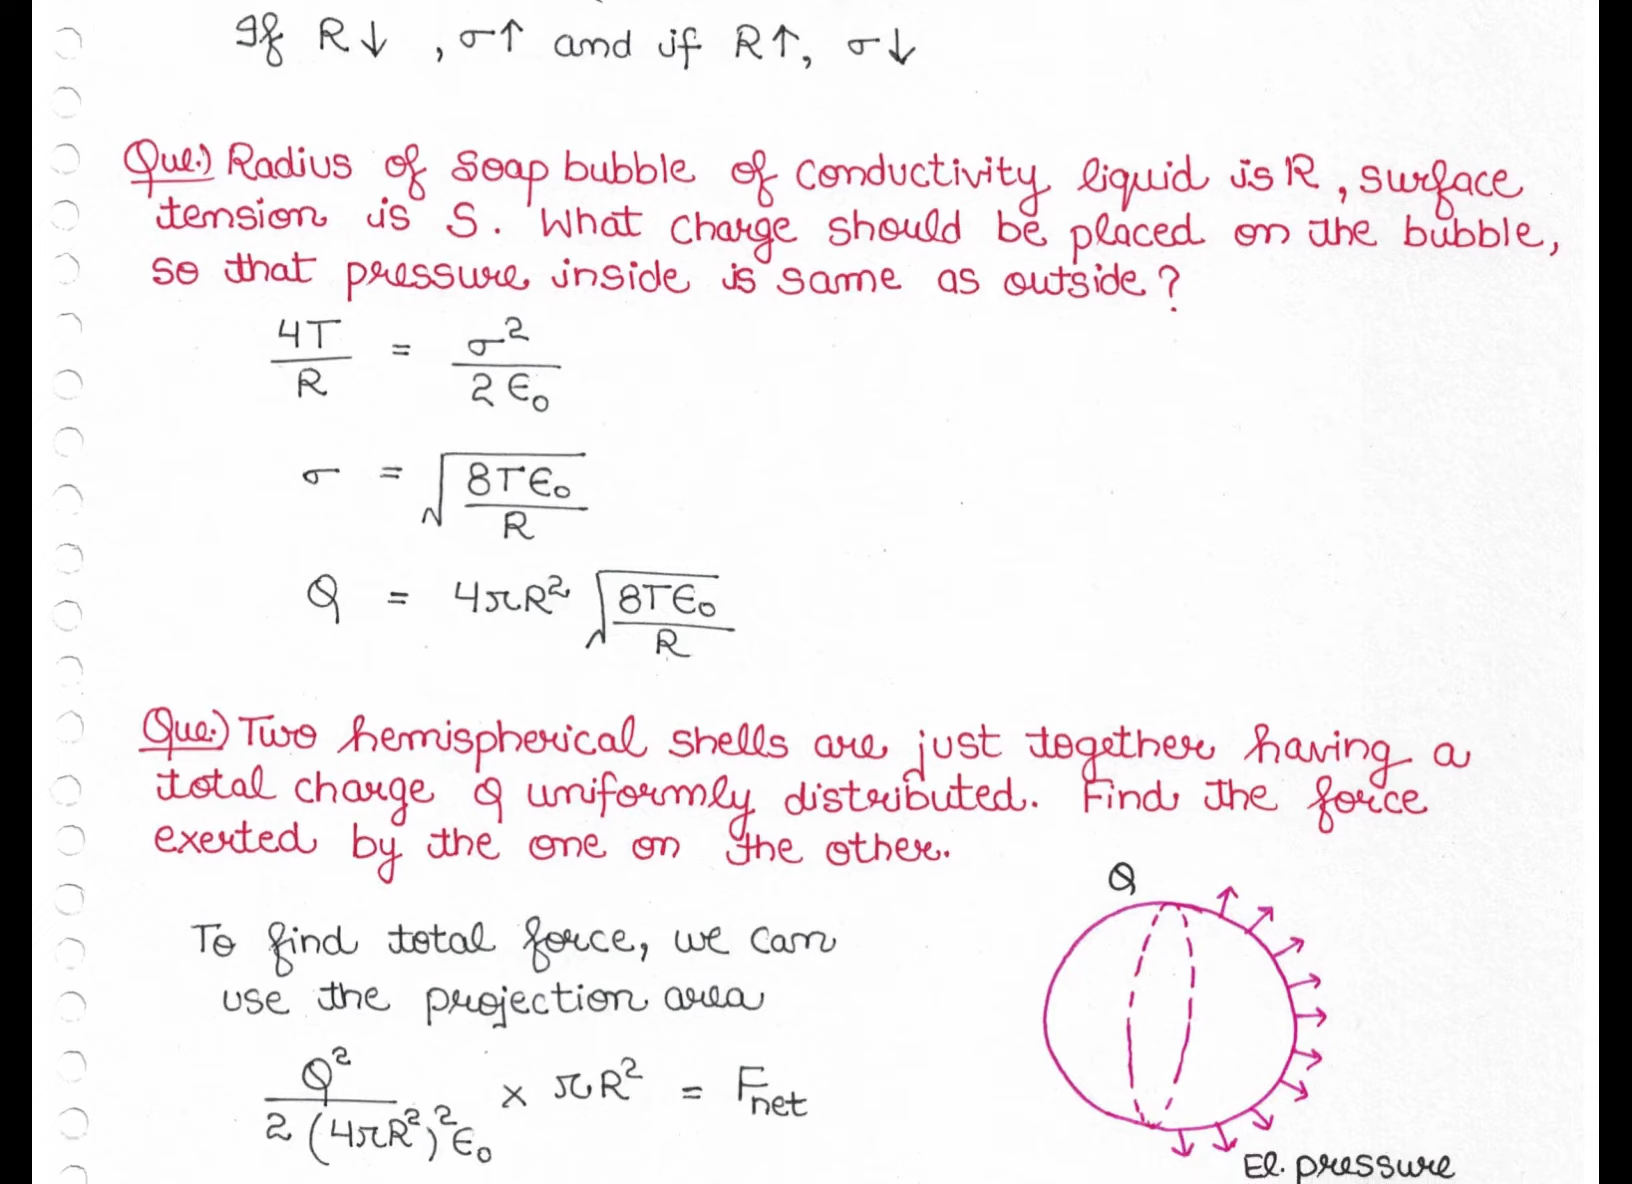 If R↓ , σ↑ and if R↑, σ↓
Que.) Radius of soap bubble of conductivity liquid is R, surface
tension is S. What charge should be placed on the bubble,
so that pressure inside is same as outside?
4T/R = σ²/2ϵ₀
σ = √(8Tϵ₀/R)
Q = 4πR² √(8Tϵ₀/R)
Que.) Two hemispherical shells are just together having a
total charge Q uniformly distributed. Find the force
exerted by the one on the other.
Q
To find total force, we can
use the projection area
Q²/2(4πR²)²ϵ₀ × πR² = Fnet
El. pressure